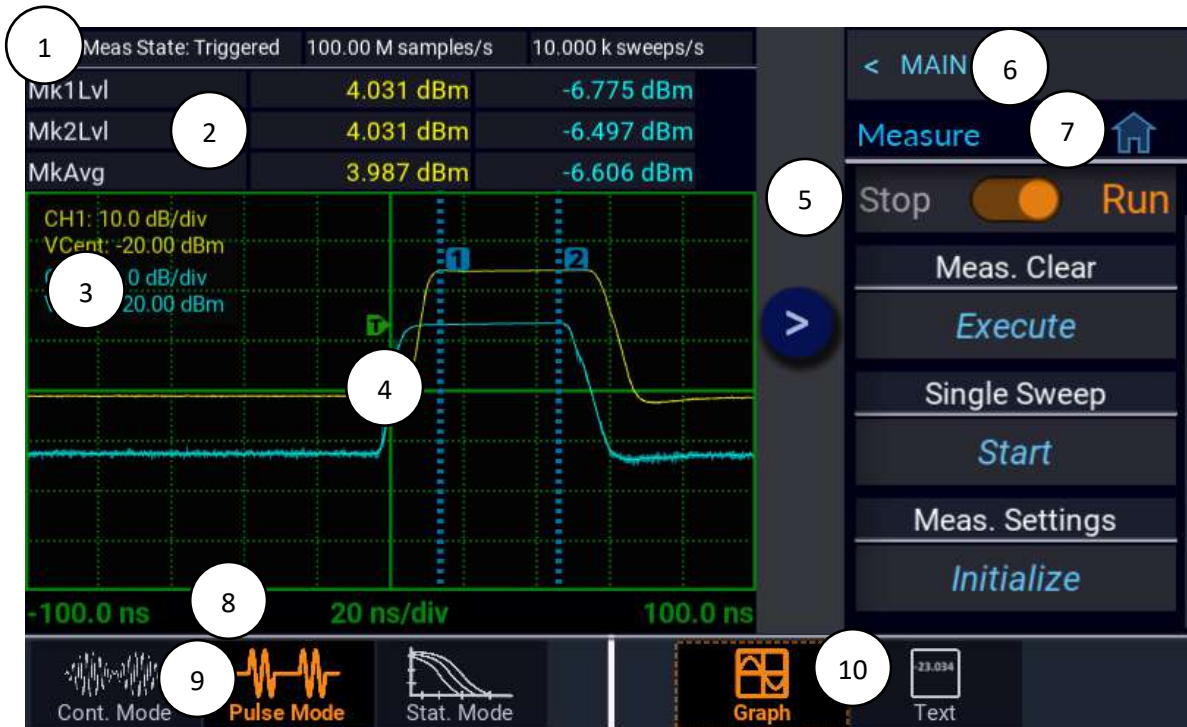 1
Meas State: Triggered 100.00 M samples/s 10.000 k sweeps/s
Mk1Lvl 4.031 dBm -6.775 dBm
2
Mk2Lvl 4.031 dBm -6.497 dBm
MkAvg 3.987 dBm -6.606 dBm
CH1: 10.0 dB/div
VCent: -20.00 dBm
3
0 dB/div
20.00 dBm
1
2
T
4
5
>
< MAIN
6
Measure
7
Stop Run
Meas. Clear
Execute
Single Sweep
Start
Meas. Settings
Initialize
8
-100.0 ns 20 ns/div 100.0 ns
9
Cont. Mode Pulse Mode Stat. Mode
10
-23.034
Graph Text